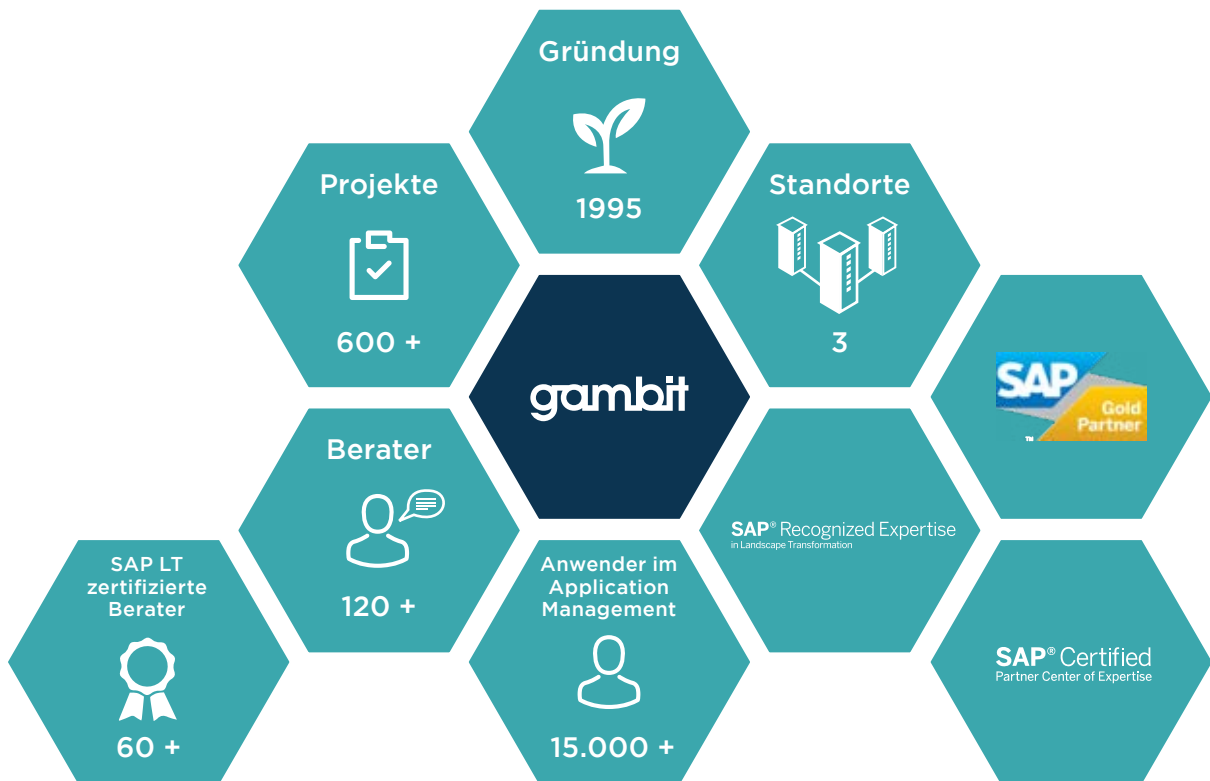 Gründung
1995
Projekte
600 +
Standorte
3
gambit
SAP
Gold
Partner
TM
Berater
120 +
SAP® Recognized Expertise
in Landscape Transformation
SAP LT
zertifizierte
Berater
60 +
Anwender im
Application
Management
15.000 +
SAP® Certified
Partner Center of Expertise